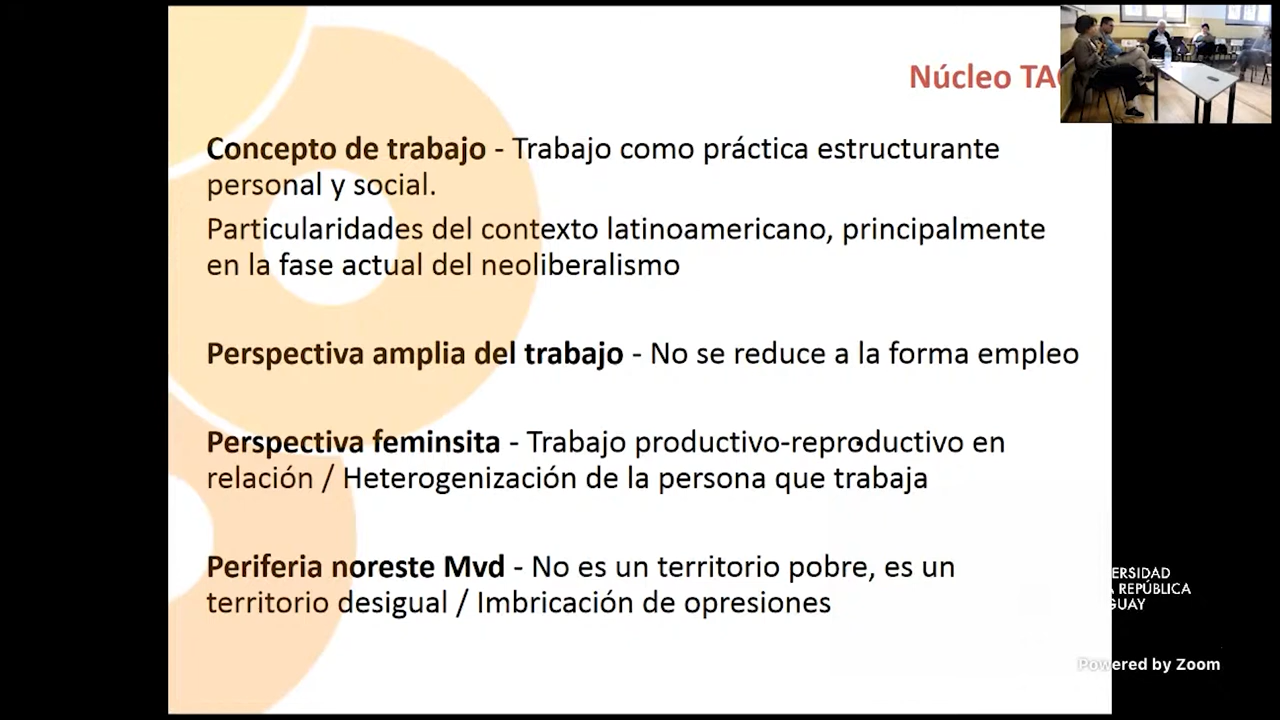 Núcleo
Concepto de trabajo - Trabajo como práctica estructurante
personal y social.
Particularidades del contexto latinoamericano, principalmente
en la fase actual del neoliberalismo
Perspectiva amplia del trabajo - No se reduce a la forma empleo
Perspectiva feminsita - Trabajo productivo-reproductivo en
relación / Heterogenización de la persona que trabaja
Periferia noreste Mvd - No es un territorio pobre, es un
territorio desigual / Imbricación de opresiones
REPÚBLICA
Powered by Zoom